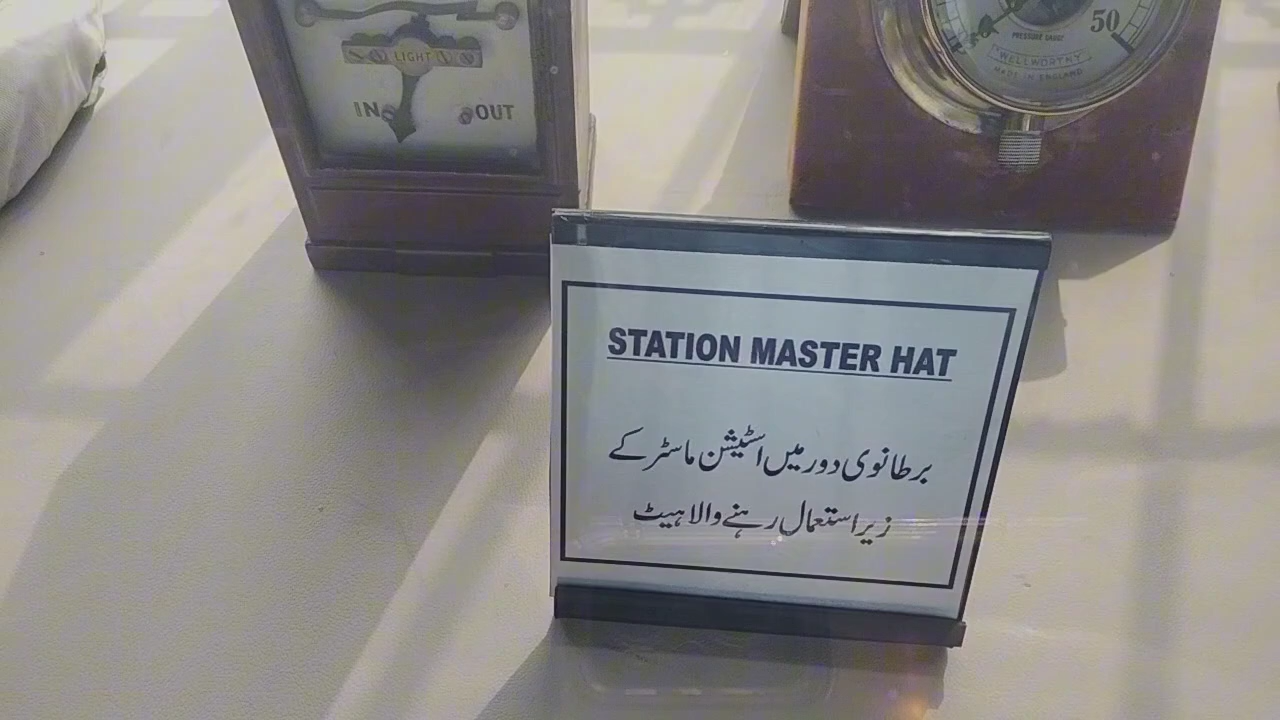 LIGHT
IN OUT
50
PRESSURE GAUGE
WELLWORTHY
MADE IN ENGLAND
STATION MASTER HAT
برطانوی دور میں اسٹیشن ماسٹر کے
زیر استعمال رہنے والا ہیٹ